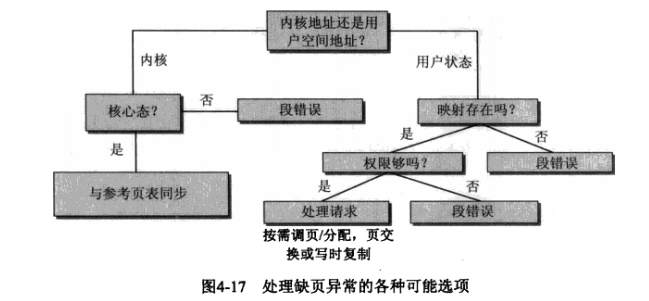 内核地址还是用
户空间地址?
内核
用户状态
核心态?
否
段错误
映射存在吗?
是
是
否
与参考页表同步
权限够吗?
段错误
是
否
处理请求
段错误
按需调页/分配，页交
换或写时复制
图4-17 处理缺页异常的各种可能选项